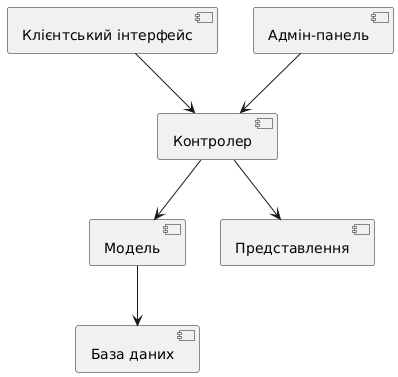 Клієнтський інтерфейс
Адмін-панель
Контролер
Модель
Представлення
База даних